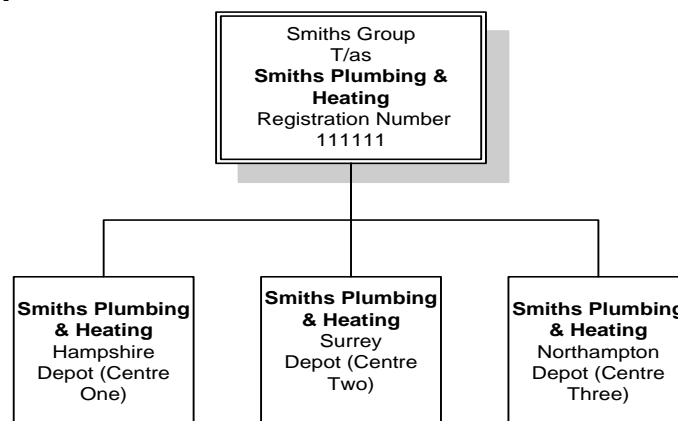 Smiths Group
T/as
Smiths Plumbing &
Heating
Registration Number
111111
Smiths Plumbing
& Heating
Hampshire
Depot (Centre
One)
Smiths Plumbing
& Heating
Surrey
Depot (Centre
Two)
Smiths Plumbing
& Heating
Northampton
Depot (Centre
Three)